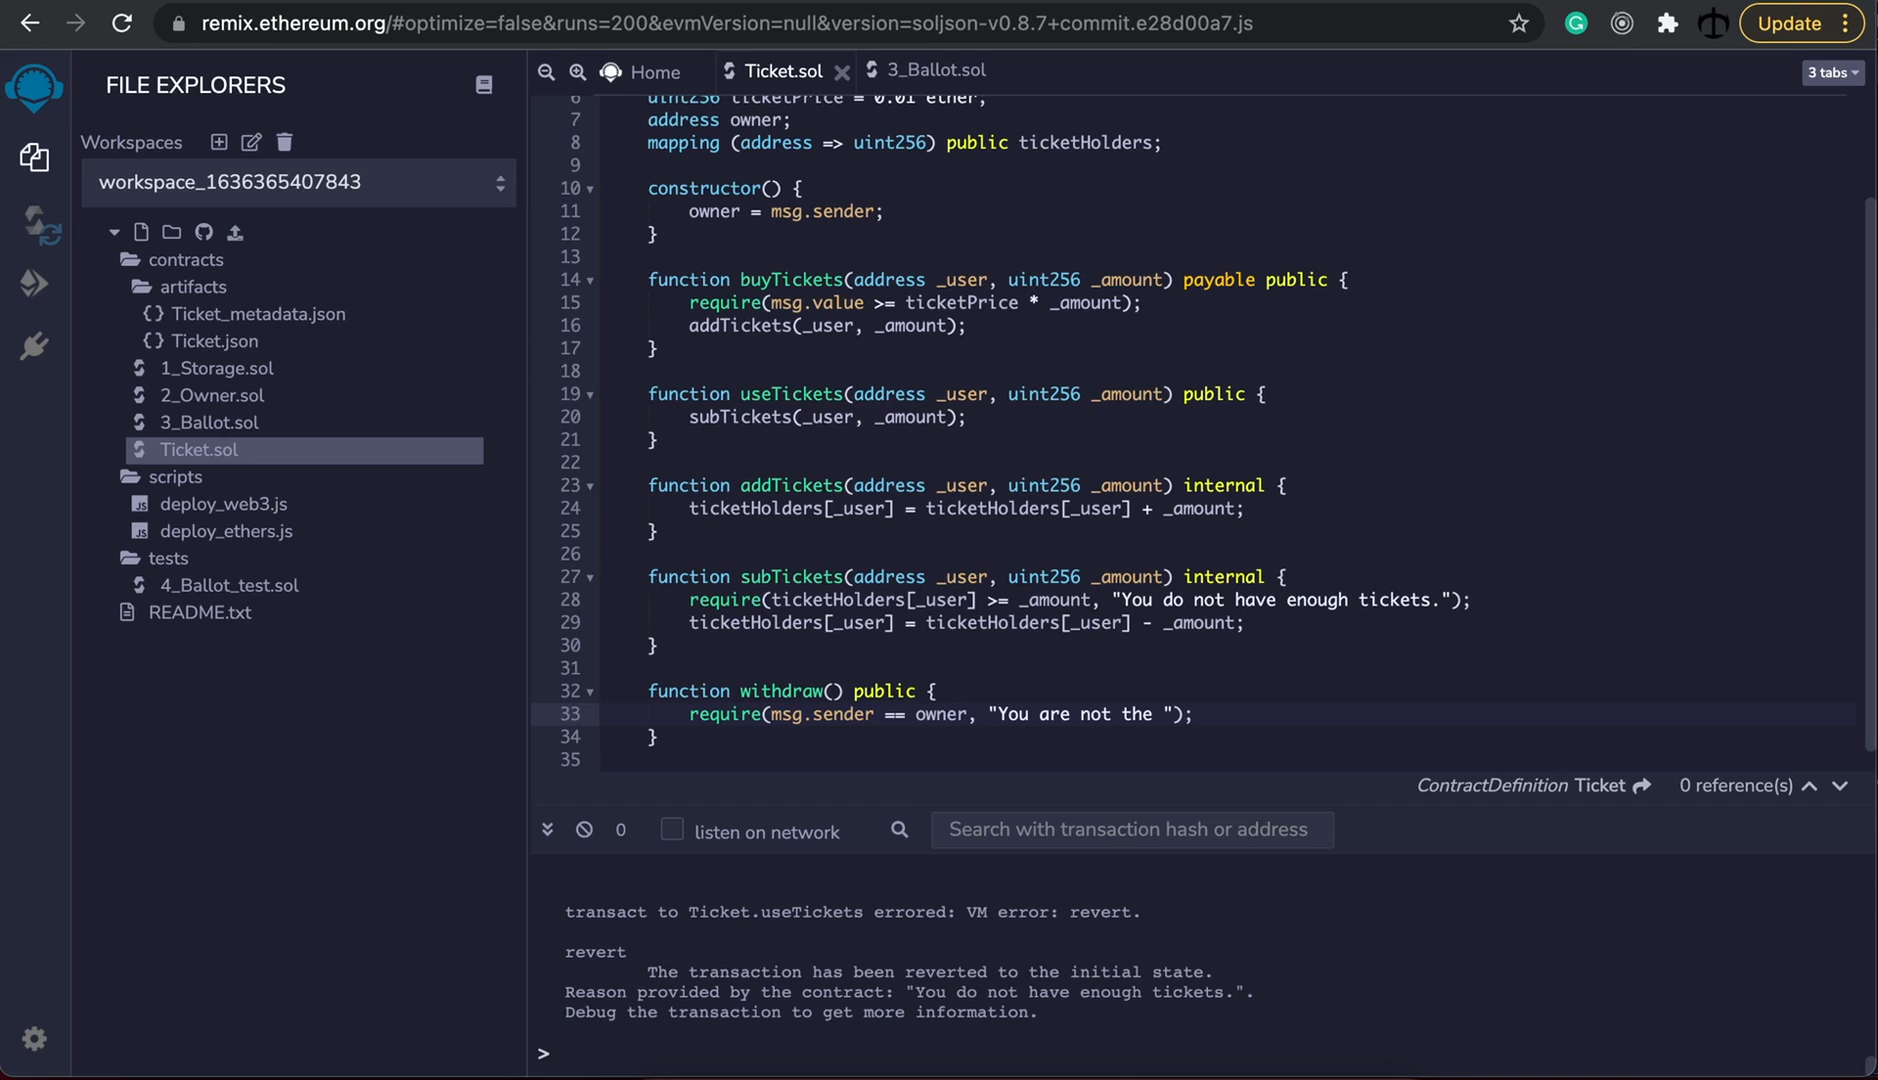 remix.ethereum.org/#optimize=false&runs=200&evmVersion=null&version=soljson-v0.8.7+commit.e28d00a7.js
Update
FILE EXPLORERS
Home
Ticket.sol
3_Ballot.sol
3 tabs
Workspaces
workspace_1636365407843
contracts
artifacts
Ticket_metadata.json
Ticket.json
1_Storage.sol
2_Owner.sol
3_Ballot.sol
Ticket.sol
scripts
deploy_web3.js
deploy_ethers.js
tests
4_Ballot_test.sol
README.txt
6 uint256 ticketPrice = 0.01 ether;
7 address owner;
8 mapping (address => uint256) public ticketHolders;
9
10 constructor() {
11 owner = msg.sender;
12 }
13
14 function buyTickets(address _user, uint256 _amount) payable public {
15 require(msg.value >= ticketPrice * _amount);
16 addTickets(_user, _amount);
17 }
18
19 function useTickets(address _user, uint256 _amount) public {
20 subTickets(_user, _amount);
21 }
22
23 function addTickets(address _user, uint256 _amount) internal {
24 ticketHolders[_user] = ticketHolders[_user] + _amount;
25 }
26
27 function subTickets(address _user, uint256 _amount) internal {
28 require(ticketHolders[_user] >= _amount, "You do not have enough tickets.");
29 ticketHolders[_user] = ticketHolders[_user] - _amount;
30 }
31
32 function withdraw() public {
33 require(msg.sender == owner, "You are not the ");
34 }
35
ContractDefinition Ticket 0 reference(s)
0 listen on network Search with transaction hash or address
transact to Ticket.useTickets errored: VM error: revert.
revert
The transaction has been reverted to the initial state.
Reason provided by the contract: "You do not have enough tickets.".
Debug the transaction to get more information.
>